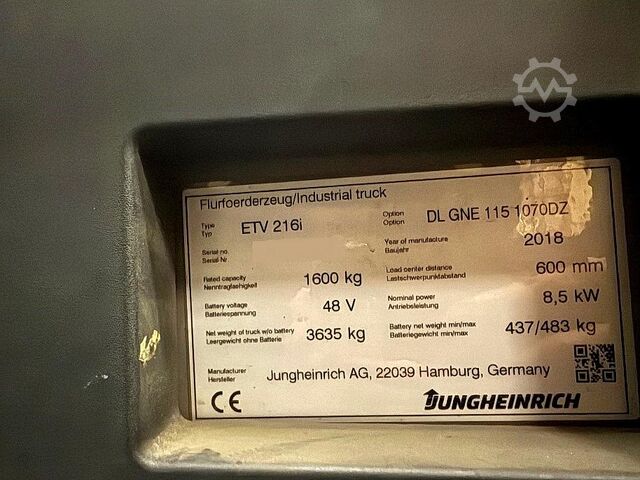 Flurfoerderzeug/Industrial truck
Type
Typ
ETV 216i
Option
Option
DL GNE 115 1070DZ
Serial no.
Serial-Nr.
Year of manufacture
Baujahr
2018
Rated capacity
Nenntragfaehigkeit
1600 kg
Load center distance
Lastschwerpunktabstand
600 mm
Battery voltage
Batteriespannung
48 V
Nominal power
Antriebsleistung
8,5 kW
Net weight of truck w/o battery
Leergewicht ohne Batterie
3635 kg
Battery net weight min/max
Batteriegewicht min/max
437/483 kg
Manufacturer
Hersteller
Jungheinrich AG, 22039 Hamburg, Germany
CE
JUNGHEINRICH